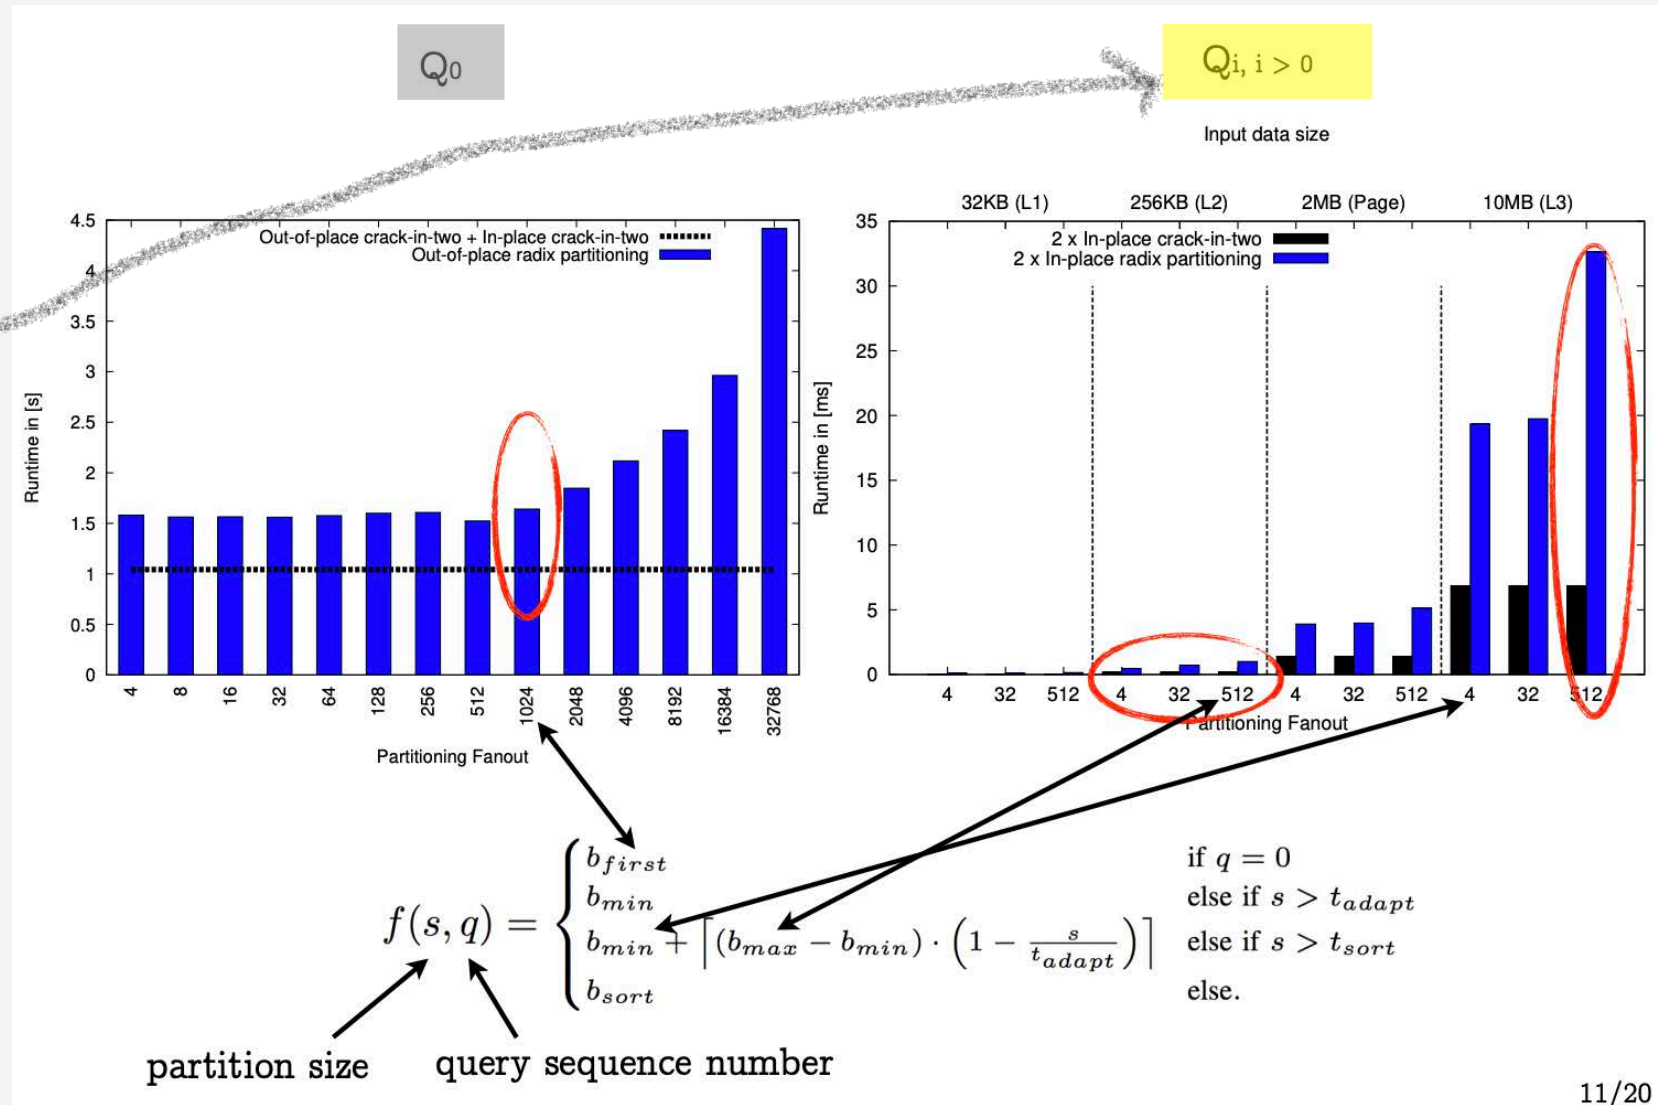 Q0
Qi, i > 0
Input data size
32KB (L1) 256KB (L2) 2MB (Page) 10MB (L3)
Out-of-place crack-in-two + In-place crack-in-two
Out-of-place radix partitioning
4.5
4
3.5
3
2.5
2
1.5
1
0.5
0
Runtime in [s]
4 8 16 32 64 128 256 512 1024 2048 4096 8192 16384 32768
Partitioning Fanout
2 x In-place crack-in-two
2 x In-place radix partitioning
35
30
25
20
15
10
5
0
Runtime in [ms]
4 32 512 4 32 512 4 32 512 4 32 512
Partitioning Fanout
f(s, q) =
b_first if q = 0
b_min else if s > t_adapt
b_min + ⌈(b_max − b_min) · (1 − s/t_adapt)⌉ else if s > t_sort
b_sort else.
partition size query sequence number
11/20